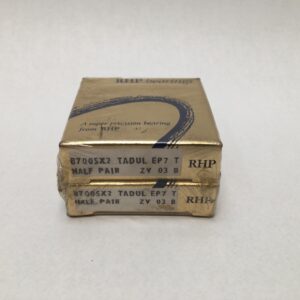 RHP bearings
A super precision bearing
from RHP
B7005X2 TADUL EP7 T
HALF PAIR ZV 03 B
RHP
B7005X2 TADUL EP7 T
HALF PAIR ZV 03 B
RHP